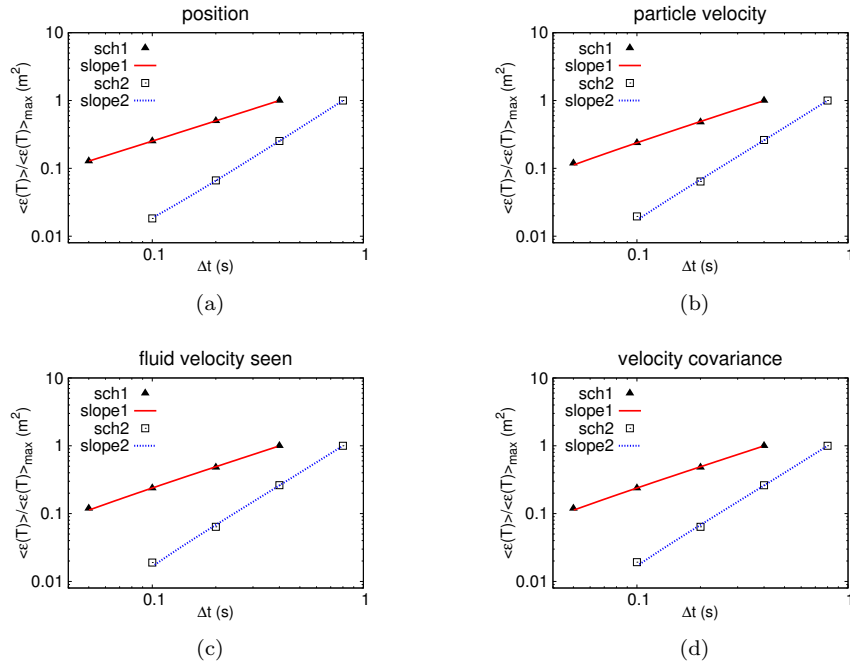 position
<ε(T)>/<ε(T)>max (m²)
10
1
0.1
0.01
sch1
slope1
sch2
slope2
0.1
1
Δt (s)
(a)
particle velocity
<ε(T)>/<ε(T)>max (m²)
10
1
0.1
0.01
sch1
slope1
sch2
slope2
0.1
1
Δt (s)
(b)
fluid velocity seen
<ε(T)>/<ε(T)>max (m²)
10
1
0.1
0.01
sch1
slope1
sch2
slope2
0.1
1
Δt (s)
(c)
velocity covariance
<ε(T)>/<ε(T)>max (m²)
10
1
0.1
0.01
sch1
slope1
sch2
slope2
0.1
1
Δt (s)
(d)